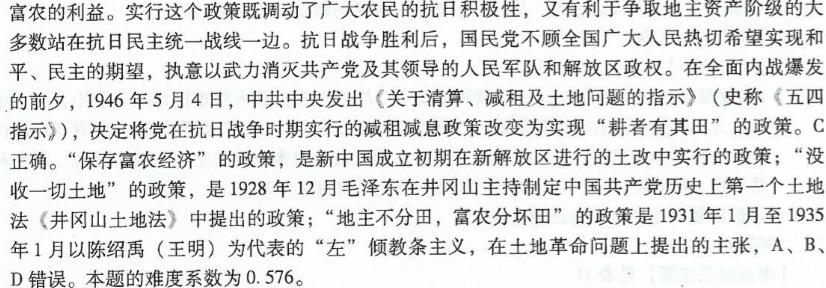 富农的利益。实行这个政策既调动了广大农民的抗日积极性，又有利于争取地主资产阶级的大
多数站在抗日民主统一战线一边。抗日战争胜利后，国民党不顾全国广大人民热切希望实现和
平、民主的期望，执意以武力消灭共产党及其领导的人民军队和解放区政权。在全面内战爆发
的前夕，1946年5月4日，中共中央发出《关于清算、减租及土地问题的指示》（史称《五四
指示》），决定将党在抗日战争时期实行的减租减息政策改变为实现“耕者有其田”的政策。C
正确。“保存富农经济”的政策，是新中国成立初期在新解放区进行的土改中实行的政策；“没
收一切土地”的政策，是1928年12月毛泽东在井冈山主持制定中国共产党历史上第一个土地
法《井冈山土地法》中提出的政策；“地主不分田，富农分坏田”的政策是1931年1月至1935
年1月以陈绍禹（王明）为代表的“左”倾教条主义，在土地革命问题上提出的主张，A、B、
D错误。本题的难度系数为0.576。